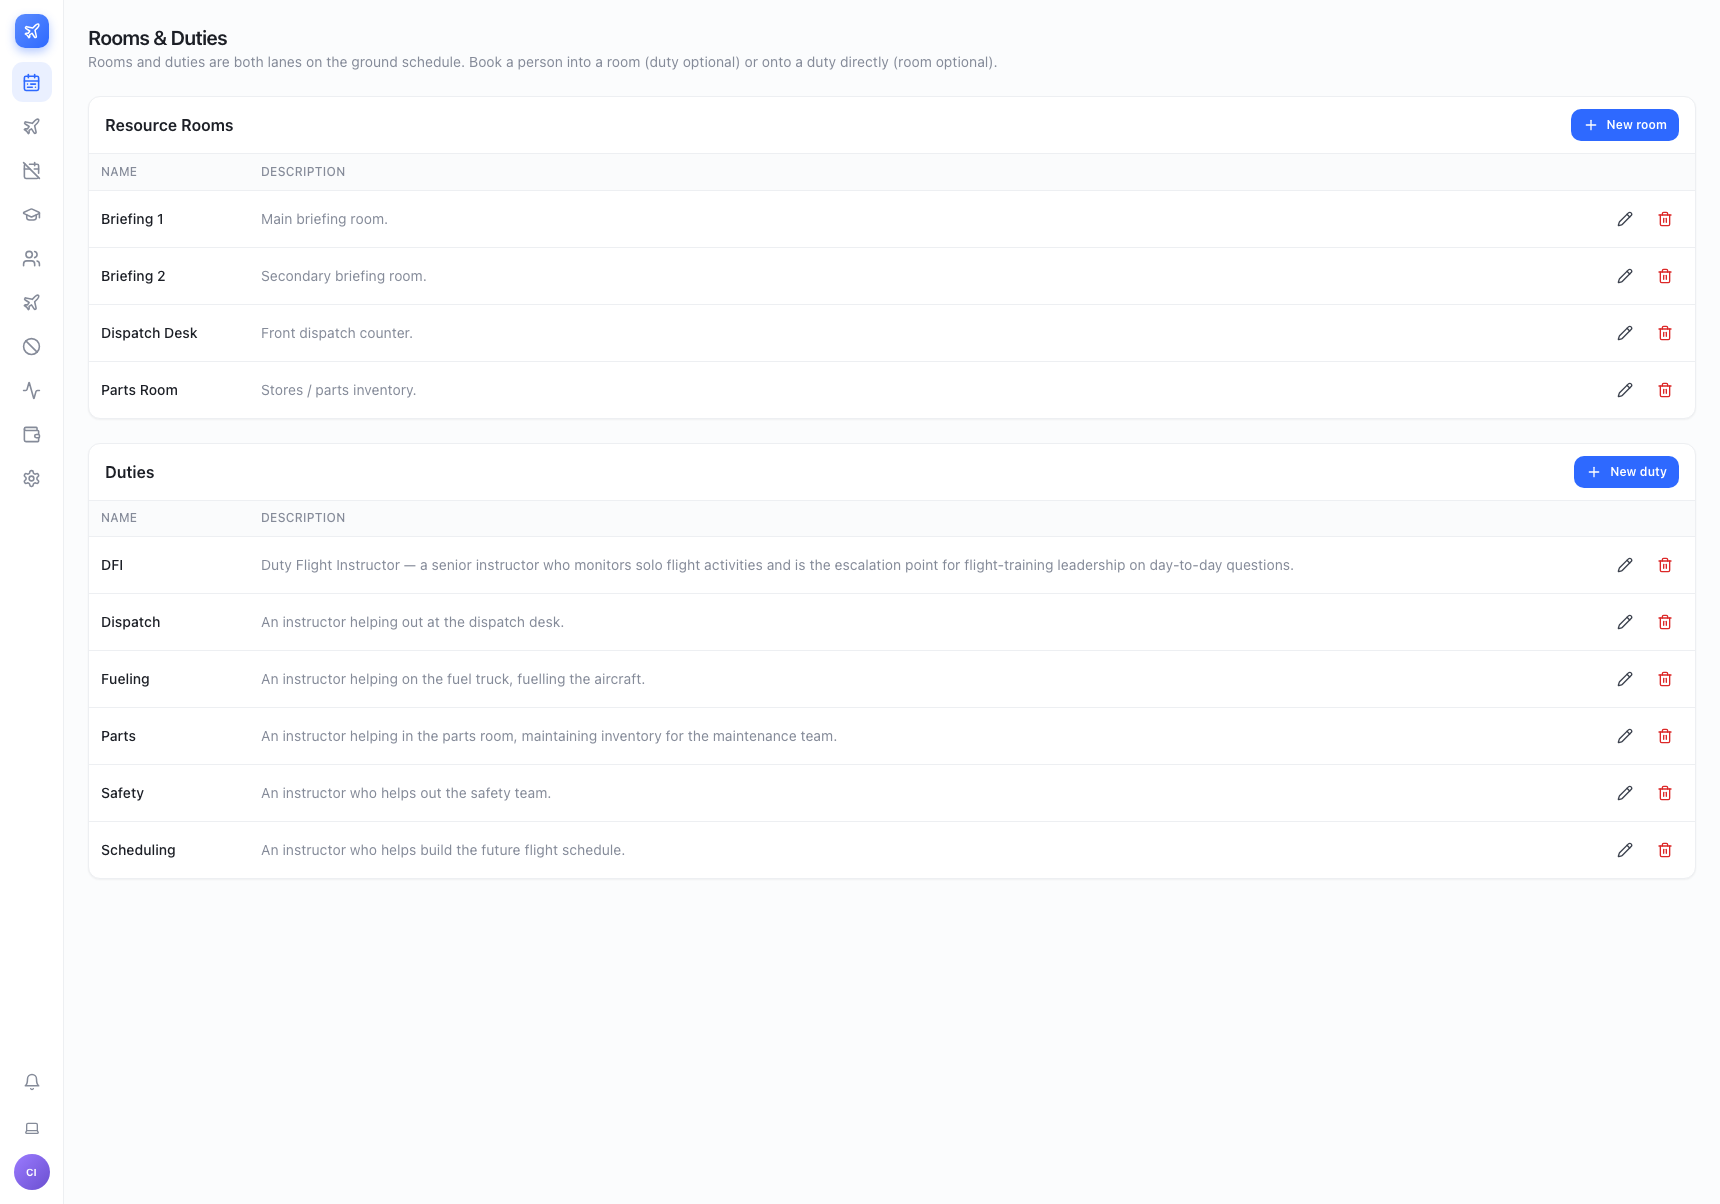 Rooms & Duties
Rooms and duties are both lanes on the ground schedule. Book a person into a room (duty optional) or onto a duty directly (room optional).
Resource Rooms
New room
NAME DESCRIPTION
Briefing 1 Main briefing room.
Briefing 2 Secondary briefing room.
Dispatch Desk Front dispatch counter.
Parts Room Stores / parts inventory.
Duties
New duty
NAME DESCRIPTION
DFI Duty Flight Instructor — a senior instructor who monitors solo flight activities and is the escalation point for flight-training leadership on day-to-day questions.
Dispatch An instructor helping out at the dispatch desk.
Fueling An instructor helping on the fuel truck, fuelling the aircraft.
Parts An instructor helping in the parts room, maintaining inventory for the maintenance team.
Safety An instructor who helps out the safety team.
Scheduling An instructor who helps build the future flight schedule.
CI